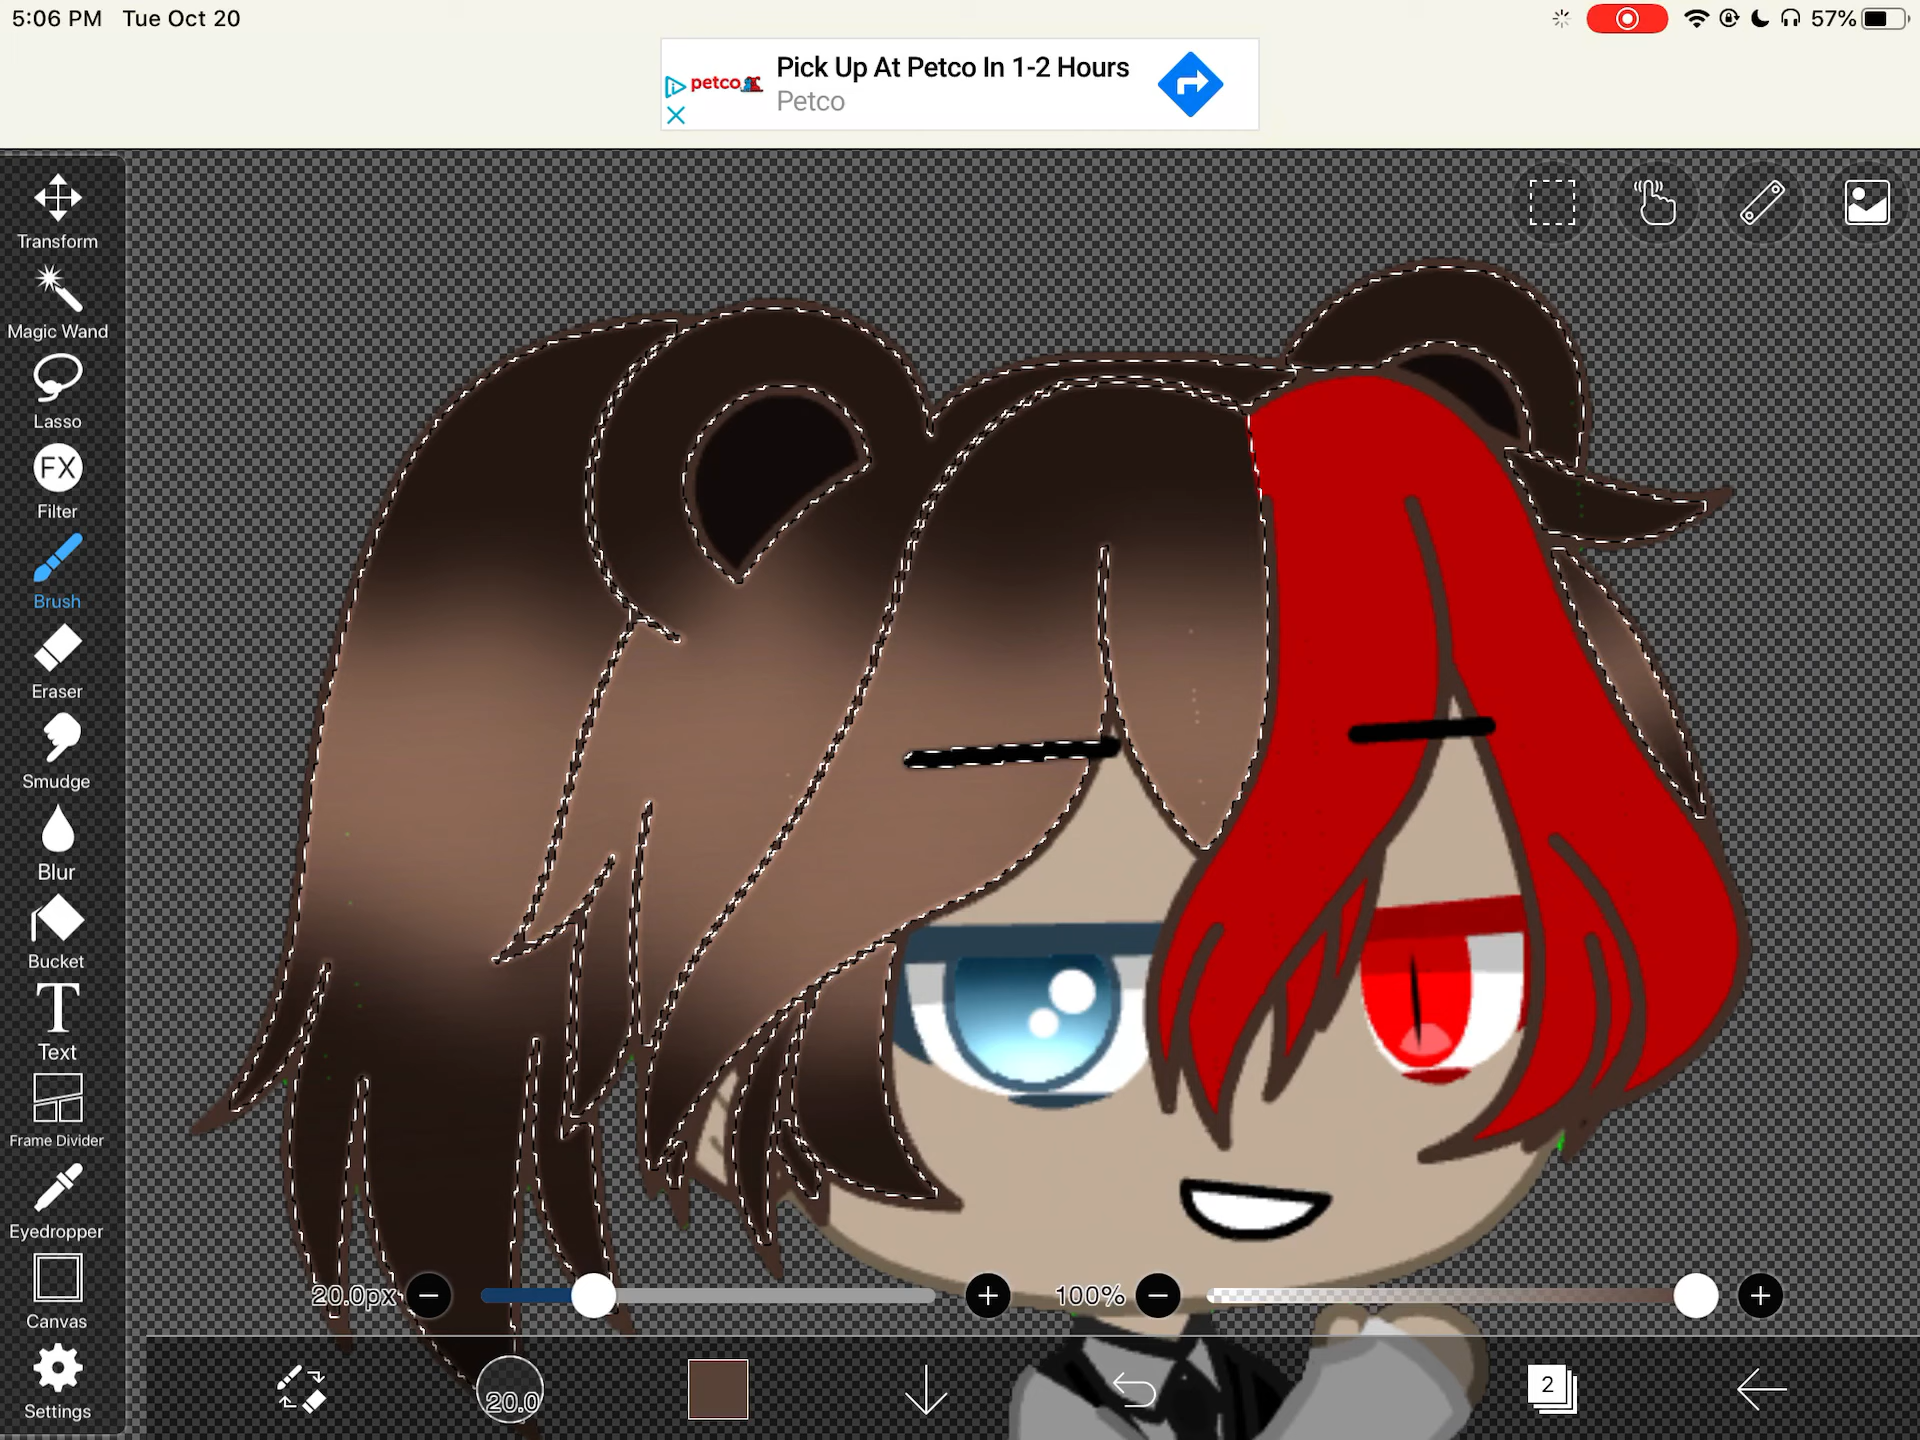 5:06 PM Tue Oct 20
57%
petco
Pick Up At Petco In 1-2 Hours
Petco
Transform
Magic Wand
Lasso
FX
Filter
Brush
Eraser
Smudge
Blur
Bucket
T
Text
Frame Divider
Eyedropper
Canvas
Settings
20.0px
100%
20.0
2